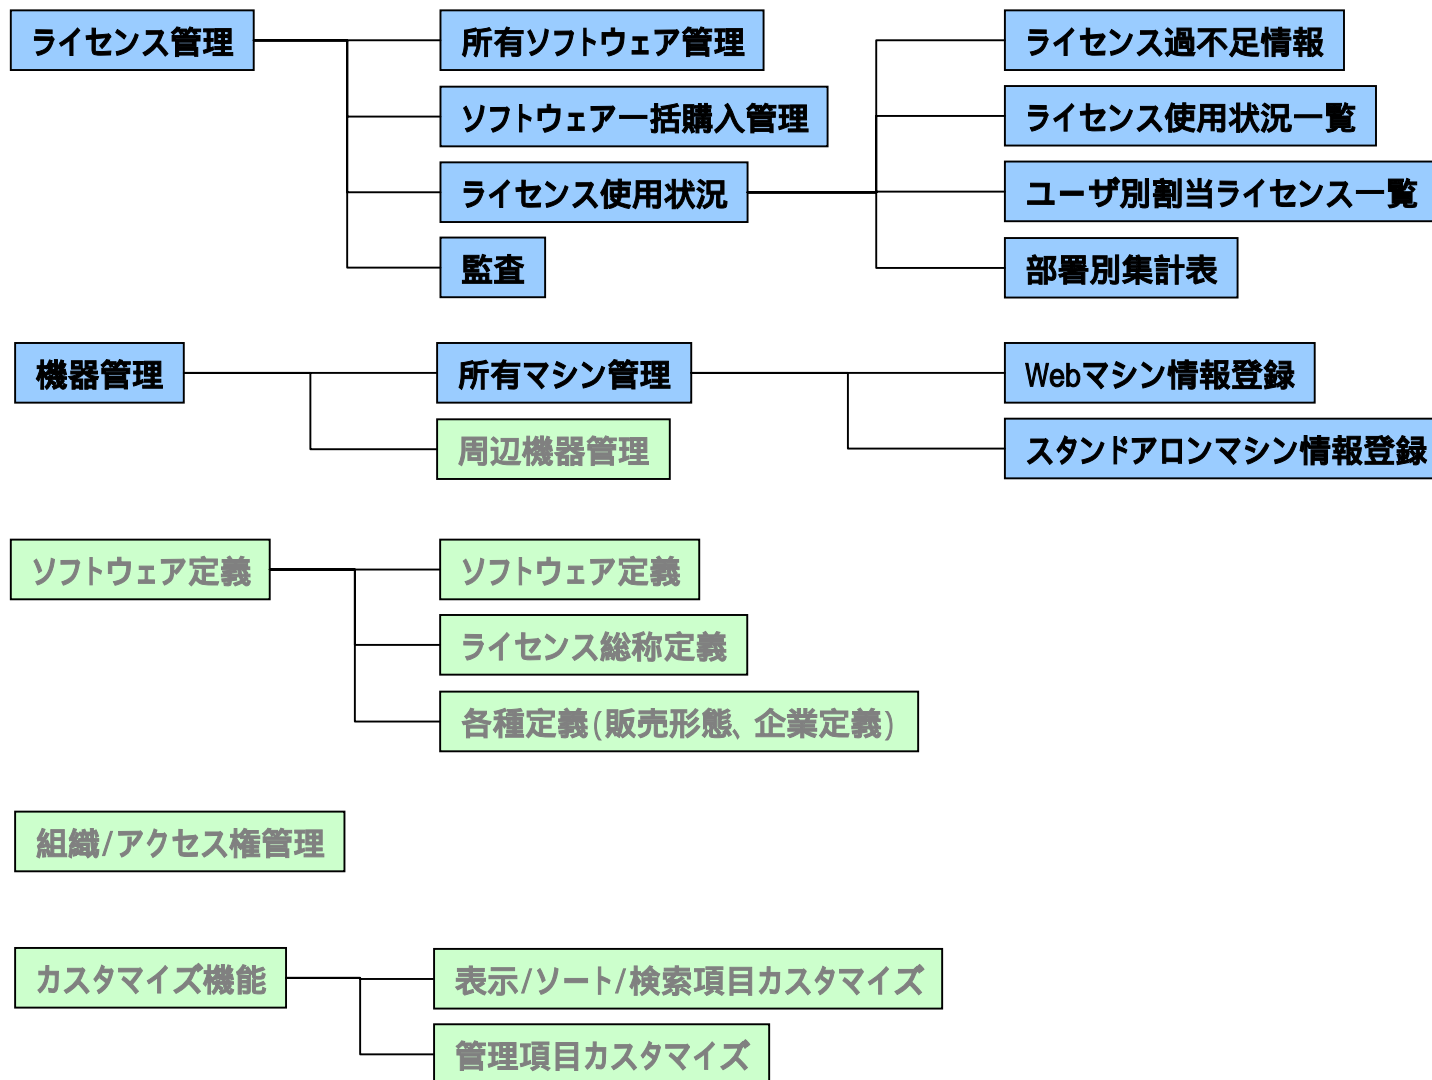 ライセンス管理
所有ソフトウェア管理
ライセンス過不足情報
ソフトウェア一括購入管理
ライセンス使用状況一覧
ライセンス使用状況
ユーザ別割当ライセンス一覧
監査
部署別集計表
機器管理
所有マシン管理
Webマシン情報登録
周辺機器管理
スタンドアロンマシン情報登録
ソフトウェア定義
ソフトウェア定義
ライセンス総称定義
各種定義(販売形態、企業定義)
組織/アクセス権管理
カスタマイズ機能
表示/ソート/検索項目カスタマイズ
管理項目カスタマイズ